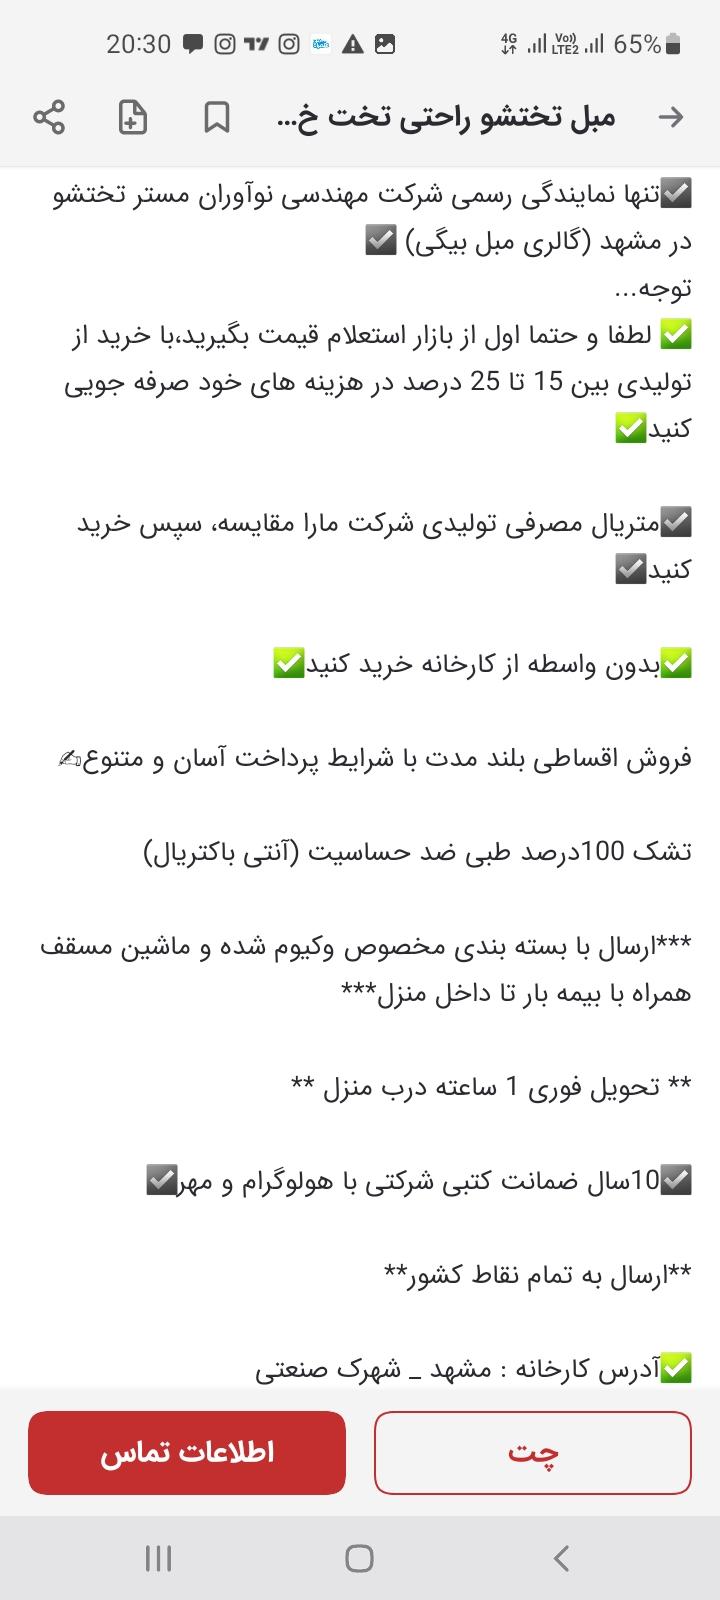 20:30
4G Vo)) LTE2 65%
مبل تختشو راحتی تخت خ...
☑تنها نمایندگی رسمی شرکت مهندسی نوآوران مستر تختشو
در مشهد (گالری مبل بیگی) ☑
توجه...
✅ لطفا و حتما اول از بازار استعلام قیمت بگیرید،با خرید از
تولیدی بین 15 تا 25 درصد در هزینه های خود صرفه جویی
کنید✅
☑متریال مصرفی تولیدی شرکت مارا مقایسه، سپس خرید
کنید☑
✅بدون واسطه از کارخانه خرید کنید✅
فروش اقساطی بلند مدت با شرایط پرداخت آسان و متنوع✍
تشک 100درصد طبی ضد حساسیت (آنتی باکتریال)
***ارسال با بسته بندی مخصوص وکیوم شده و ماشین مسقف
همراه با بیمه بار تا داخل منزل***
** تحویل فوری 1 ساعته درب منزل **
☑10سال ضمانت کتبی شرکتی با هولوگرام و مهر☑
**ارسال به تمام نقاط کشور**
✅آدرس کارخانه : مشهد _ شهرک صنعتی
چت
اطلاعات تماس